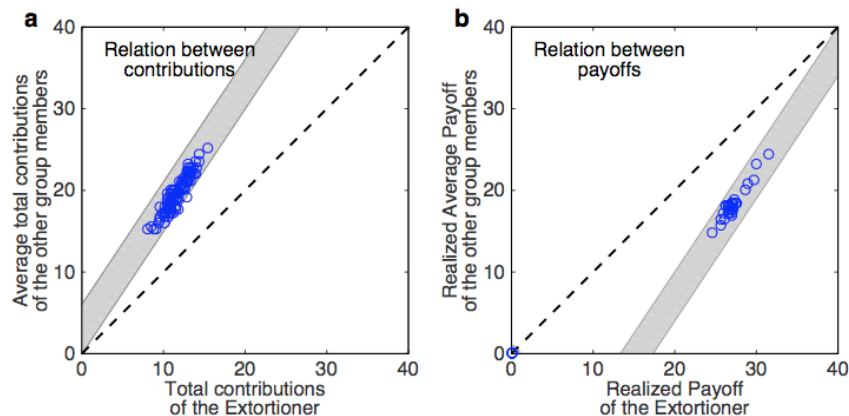 a
Relation between
contributions
Average total contributions
of the other group members
40
30
20
10
0
0 10 20 30 40
Total contributions
of the Extortioner
b
Relation between
payoffs
Realized Average Payoff
of the other group members
40
30
20
10
0
0 10 20 30 40
Realized Payoff
of the Extortioner